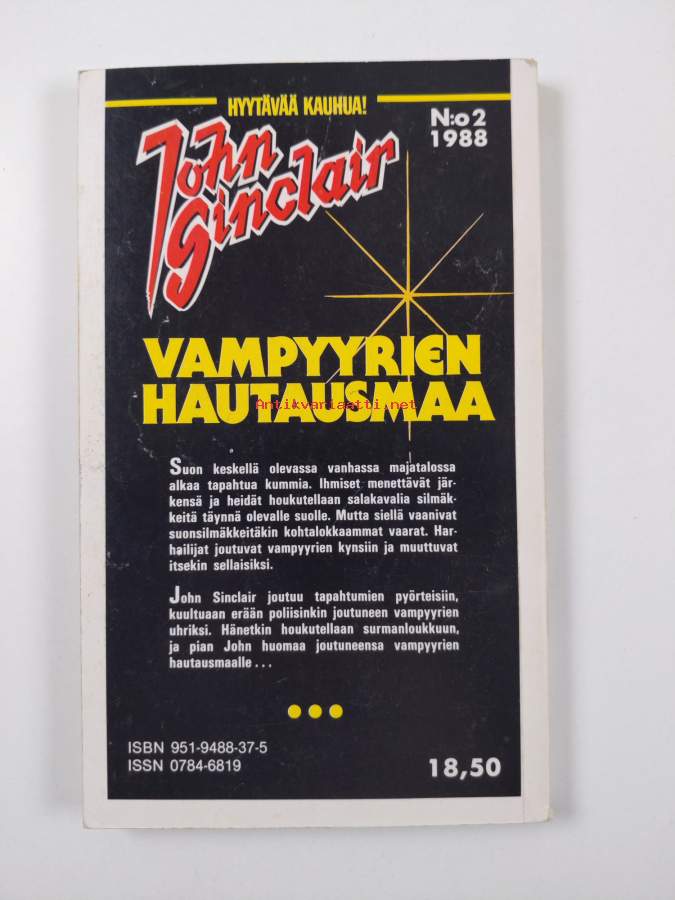 HYYTÄVÄÄ KAUHUA!
N:o 2
1988
John
Sinclair
VAMPYYRIEN
HAUTAUSMAA
Antikvariaatti.net
Suon keskellä olevassa vanhassa majatalossa
alkaa tapahtua kummia. Ihmiset menettävät jär-
kensä ja heidät houkutellaan salakavalia silmäk-
keitä täynnä olevalle suolle. Mutta siellä vaanivat
suonsilmäkkeitäkin kohtalokkaammat vaarat. Har-
hailijat joutuvat vampyyrien kynsiin ja muuttuvat
itsekin sellaisiksi.
John Sinclair joutuu tapahtumien pyörteisiin,
kuultuaan erään poliisinkin joutuneen vampyyrien
uhriksi. Hänetkin houkutellaan surmanloukkuun,
ja pian John huomaa joutuneensa vampyyrien
hautausmaalle ...
ISBN 951-9488-37-5
ISSN 0784-6819
18,50